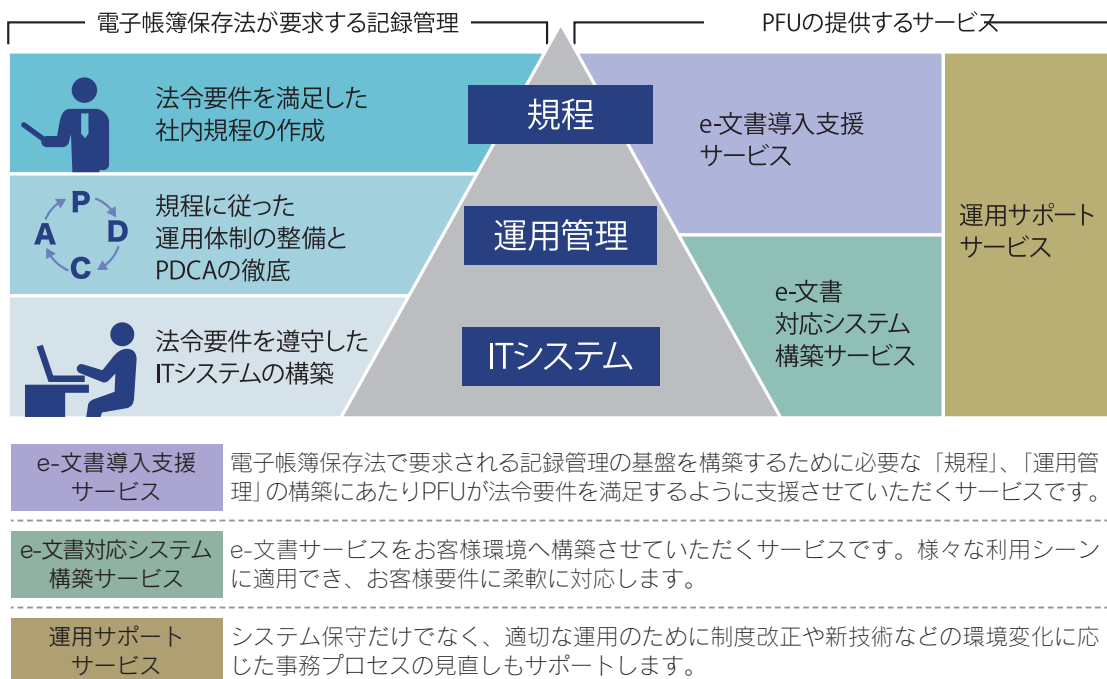 電子帳簿保存法が要求する記録管理
PFUの提供するサービス
法令要件を満足した
社内規程の作成
規程
e-文書導入支援
サービス
P
D
C
A
規程に従った
運用体制の整備と
PDCAの徹底
運用管理
運用サポート
サービス
法令要件を遵守した
ITシステムの構築
ITシステム
e-文書
対応システム
構築サービス
e-文書導入支援
サービス
電子帳簿保存法で要求される記録管理の基盤を構築するために必要な「規程」、「運用管
理」の構築にあたりPFUが法令要件を満足するように支援させていただくサービスです。
e-文書対応システム
構築サービス
e-文書サービスをお客様環境へ構築させていただくサービスです。様々な利用シーン
に適用でき、お客様要件に柔軟に対応します。
運用サポート
サービス
システム保守だけでなく、適切な運用のために制度改正や新技術などの環境変化に応
じた事務プロセスの見直しもサポートします。